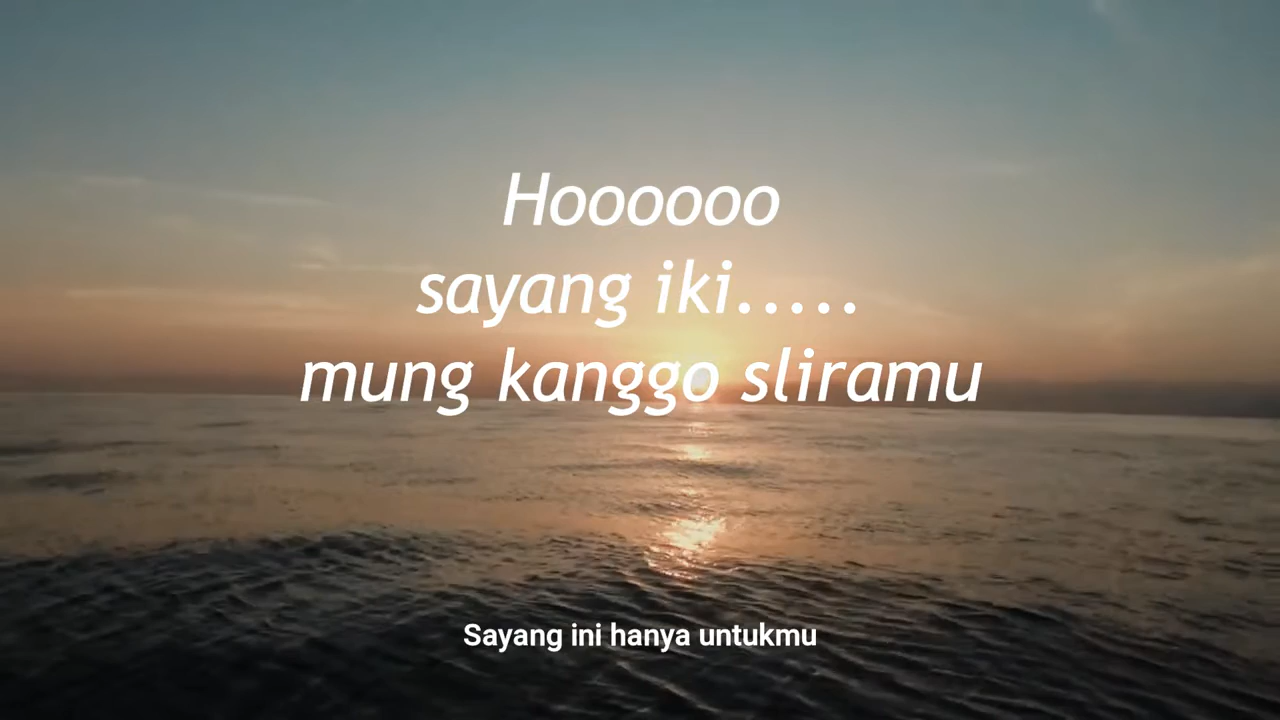 Hoooooo
sayang iki.....
mung kanggo sliramu
Sayang ini hanya untukmu